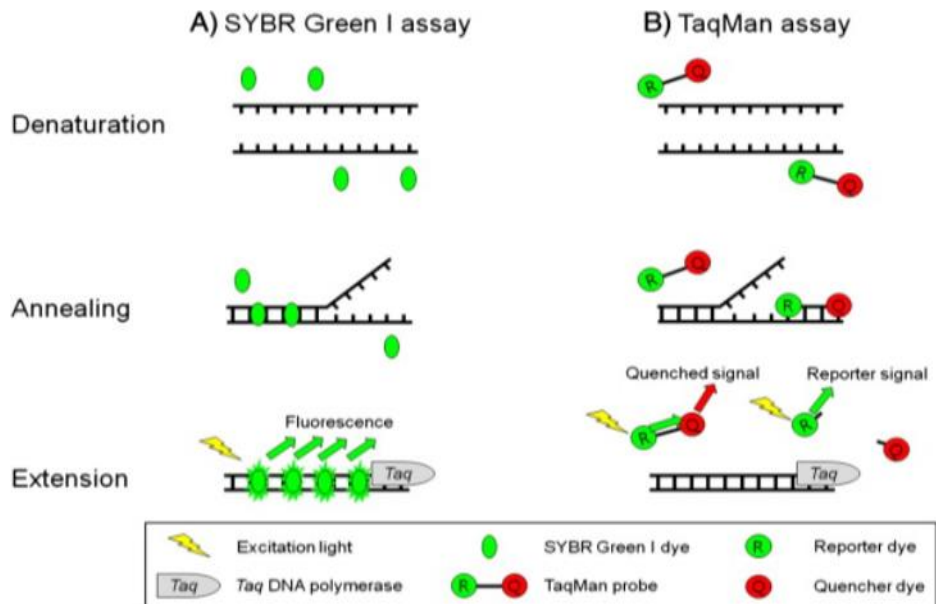 A) SYBR Green I assay
B) TaqMan assay
Denaturation
R
Q
R
Q
Annealing
R
Q
R
Q
Extension
Fluorescence
Taq
Quenched signal
Reporter signal
R
Q
R
Q
Taq
Excitation light
SYBR Green I dye
R
Reporter dye
Taq
Taq DNA polymerase
R
Q
TaqMan probe
Q
Quencher dye